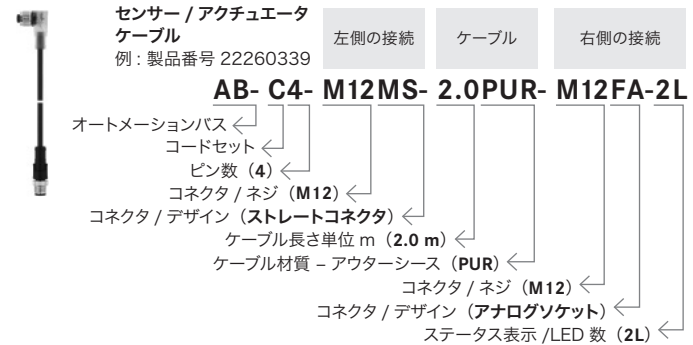 センサー / アクチュエータ
ケーブル
例 : 製品番号 22260339
左側の接続
ケーブル
右側の接続
AB- C4- M12MS- 2.0PUR- M12FA-2L
オートメーションバス
コードセット
ピン数（4）
コネクタ / ネジ（M12）
コネクタ / デザイン（ストレートコネクタ）
ケーブル長さ単位 m（2.0 m）
ケーブル材質 – アウターシース（PUR）
コネクタ / ネジ（M12）
コネクタ / デザイン（アナログソケット）
ステータス表示 /LED 数（2L）